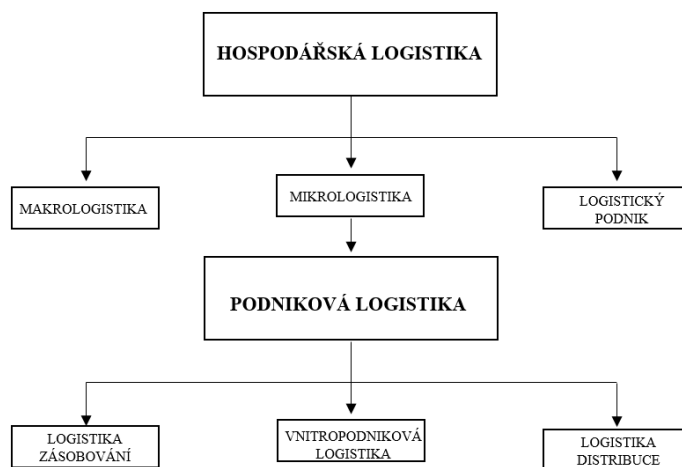 HOSPODÁŘSKÁ LOGISTIKA
MAKROLOGISTIKA
MIKROLOGISTIKA
LOGISTICKÝ
PODNIK
PODNIKOVÁ LOGISTIKA
LOGISTIKA
ZÁSOBOVÁNÍ
VNITROPODNIKOVÁ
LOGISTIKA
LOGISTIKA
DISTRIBUCE